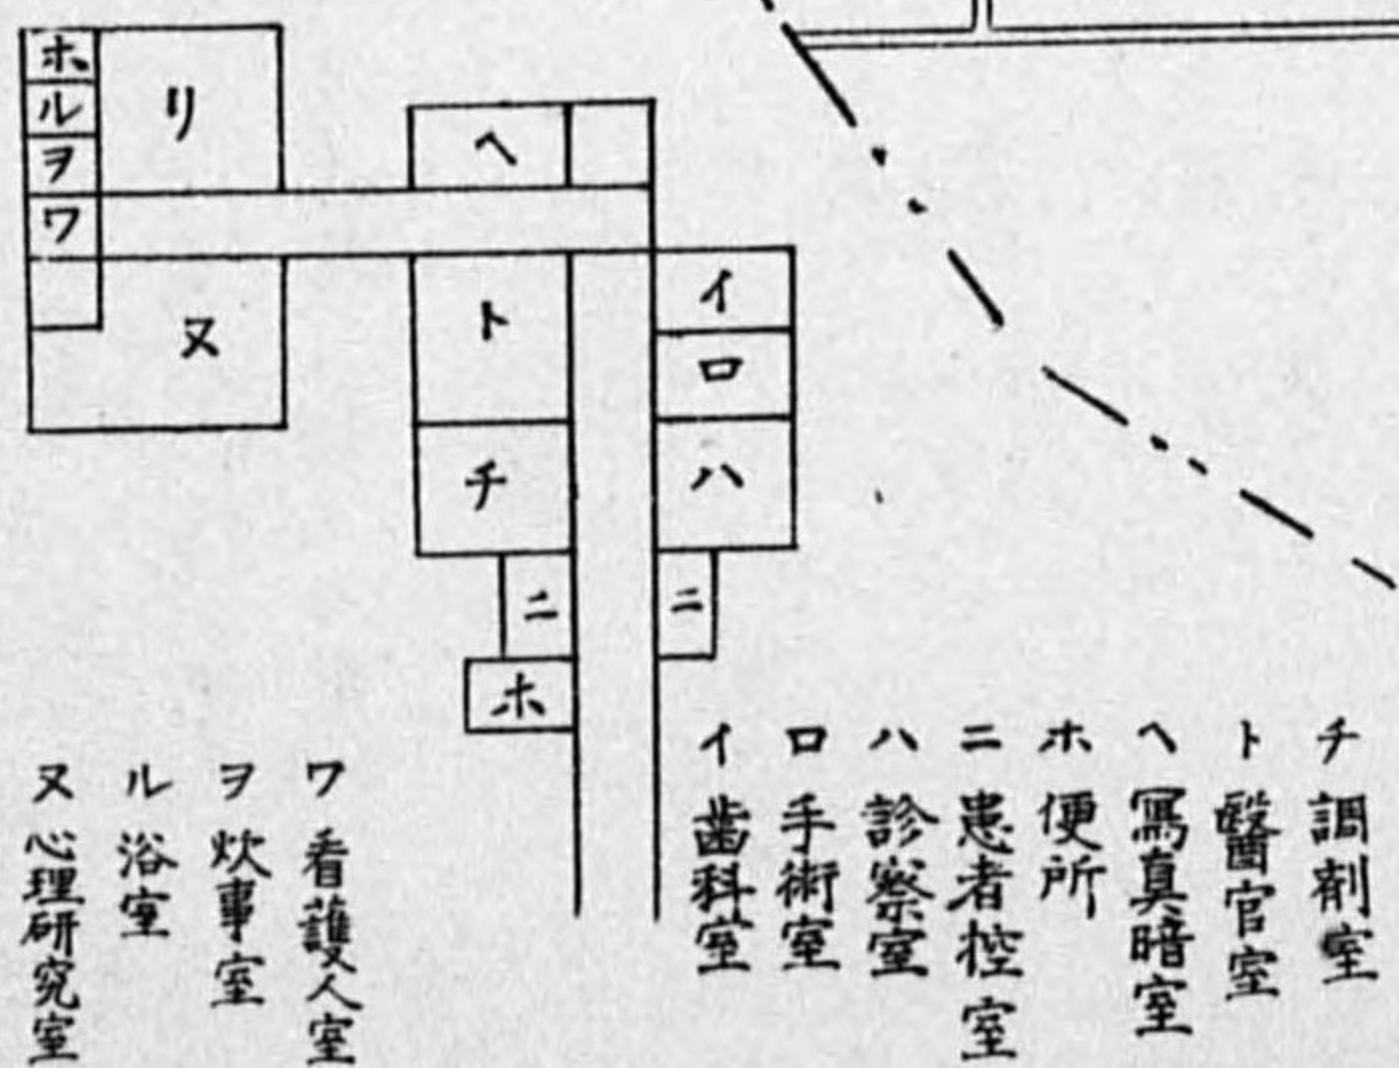 ホ
ル
ヲ
ワ
リ
ヌ
ヘ
ト
チ
ニ
ホ
イ
ロ
ハ
ニ
チ 調剤室
ト 醫官室
ヘ 寫真暗室
ホ 便所
ニ 患者控室
ハ 診察室
ロ 手術室
イ 歯科室
ワ 看護人室
ヲ 炊事室
ル 浴室
ヌ 心理研究室